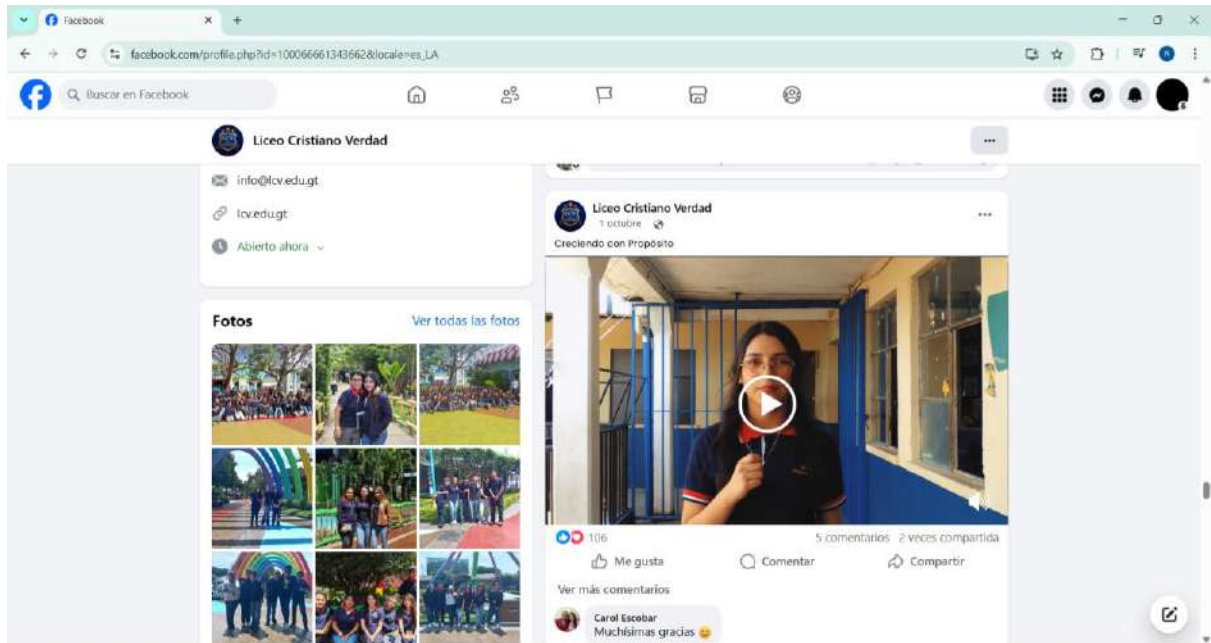 Facebook
facebook.com/profile.php?id=100066661343662&locale=es_LA
Buscar en Facebook
Liceo Cristiano Verdad
info@lcv.edu.gt
lcv.edu.gt
Abierto ahora
Fotos
Ver todas las fotos
Liceo Cristiano Verdad
1 octubre
Creciendo con Propósito
106
5 comentarios 2 veces compartida
Me gusta
Comentar
Compartir
Ver más comentarios
Carol Escobar
Muchísimas gracias 😄